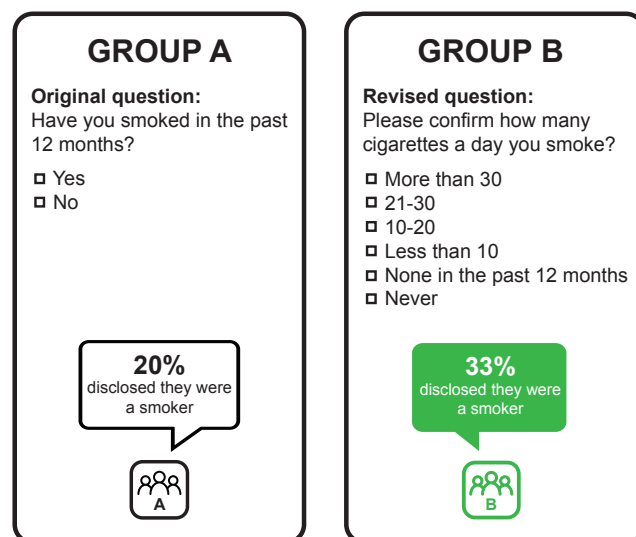 GROUP A
Original question:
Have you smoked in the past
12 months?
Yes
No
20%
disclosed they were
a smoker
A
GROUP B
Revised question:
Please confirm how many
cigarettes a day you smoke?
More than 30
21-30
10-20
Less than 10
None in the past 12 months
Never
33%
disclosed they were
a smoker
B